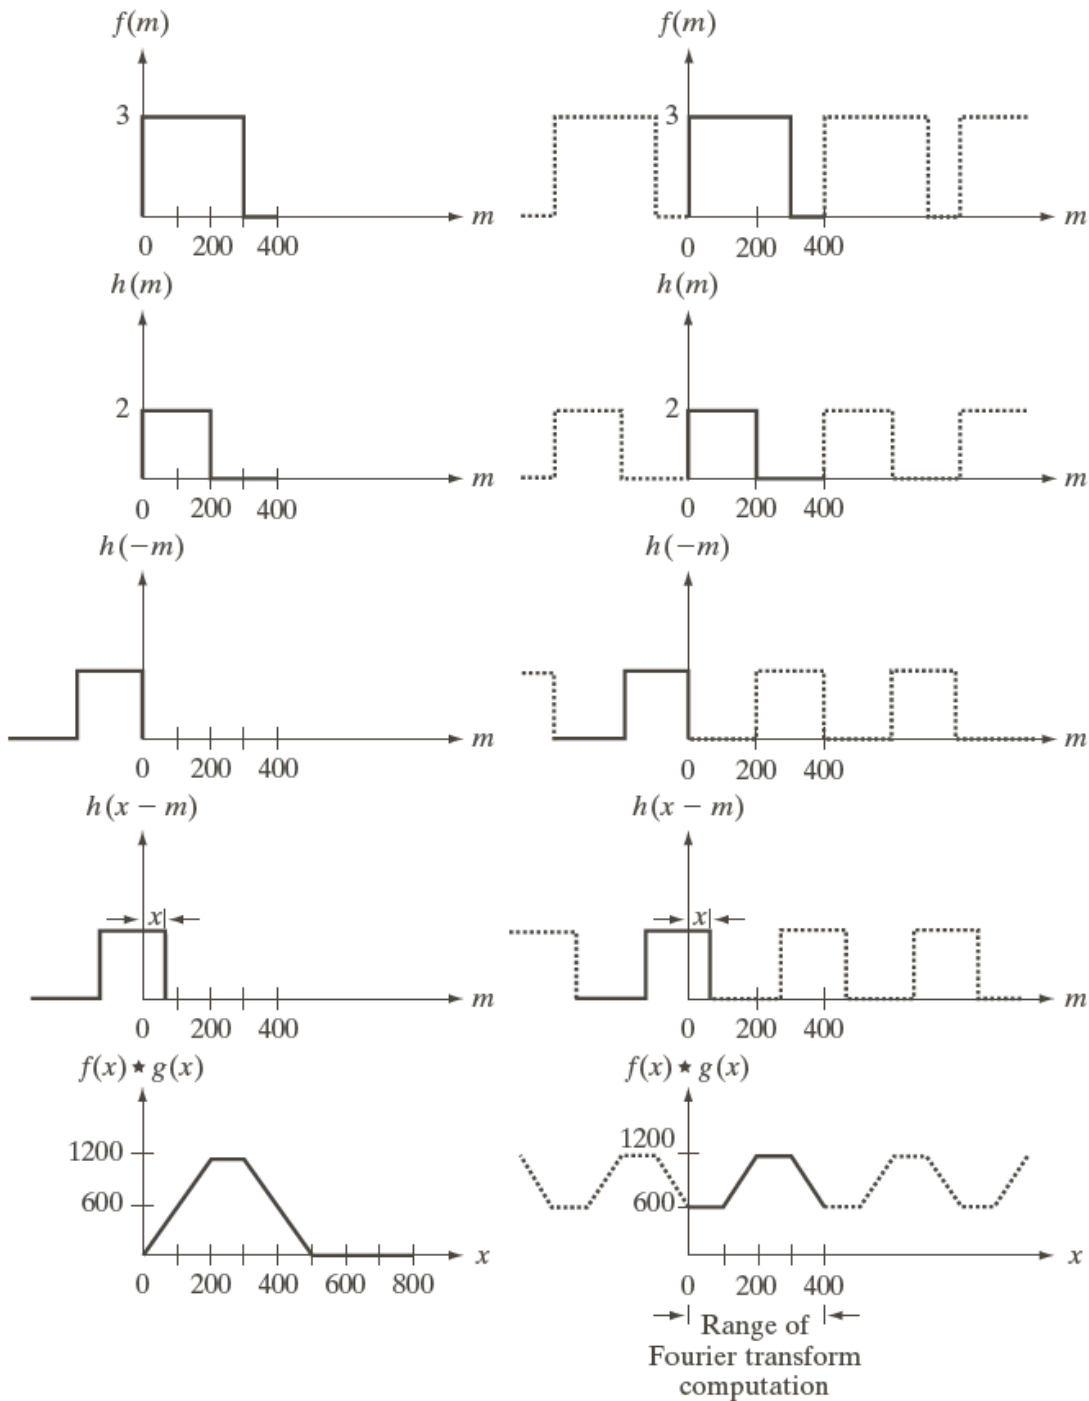 f(m) f(m)
3 3
m m
0 200 400 0 200 400
h(m) h(m)
2 2
m m
0 200 400 0 200 400
h(−m) h(−m)
m m
0 200 400 0 200 400
h(x − m) h(x − m)
x x
m m
0 200 400 0 200 400
f(x) ★ g(x) f(x) ★ g(x)
1200 1200
600 600
x x
0 200 400 600 800 0 200 400
Range of
Fourier transform
computation